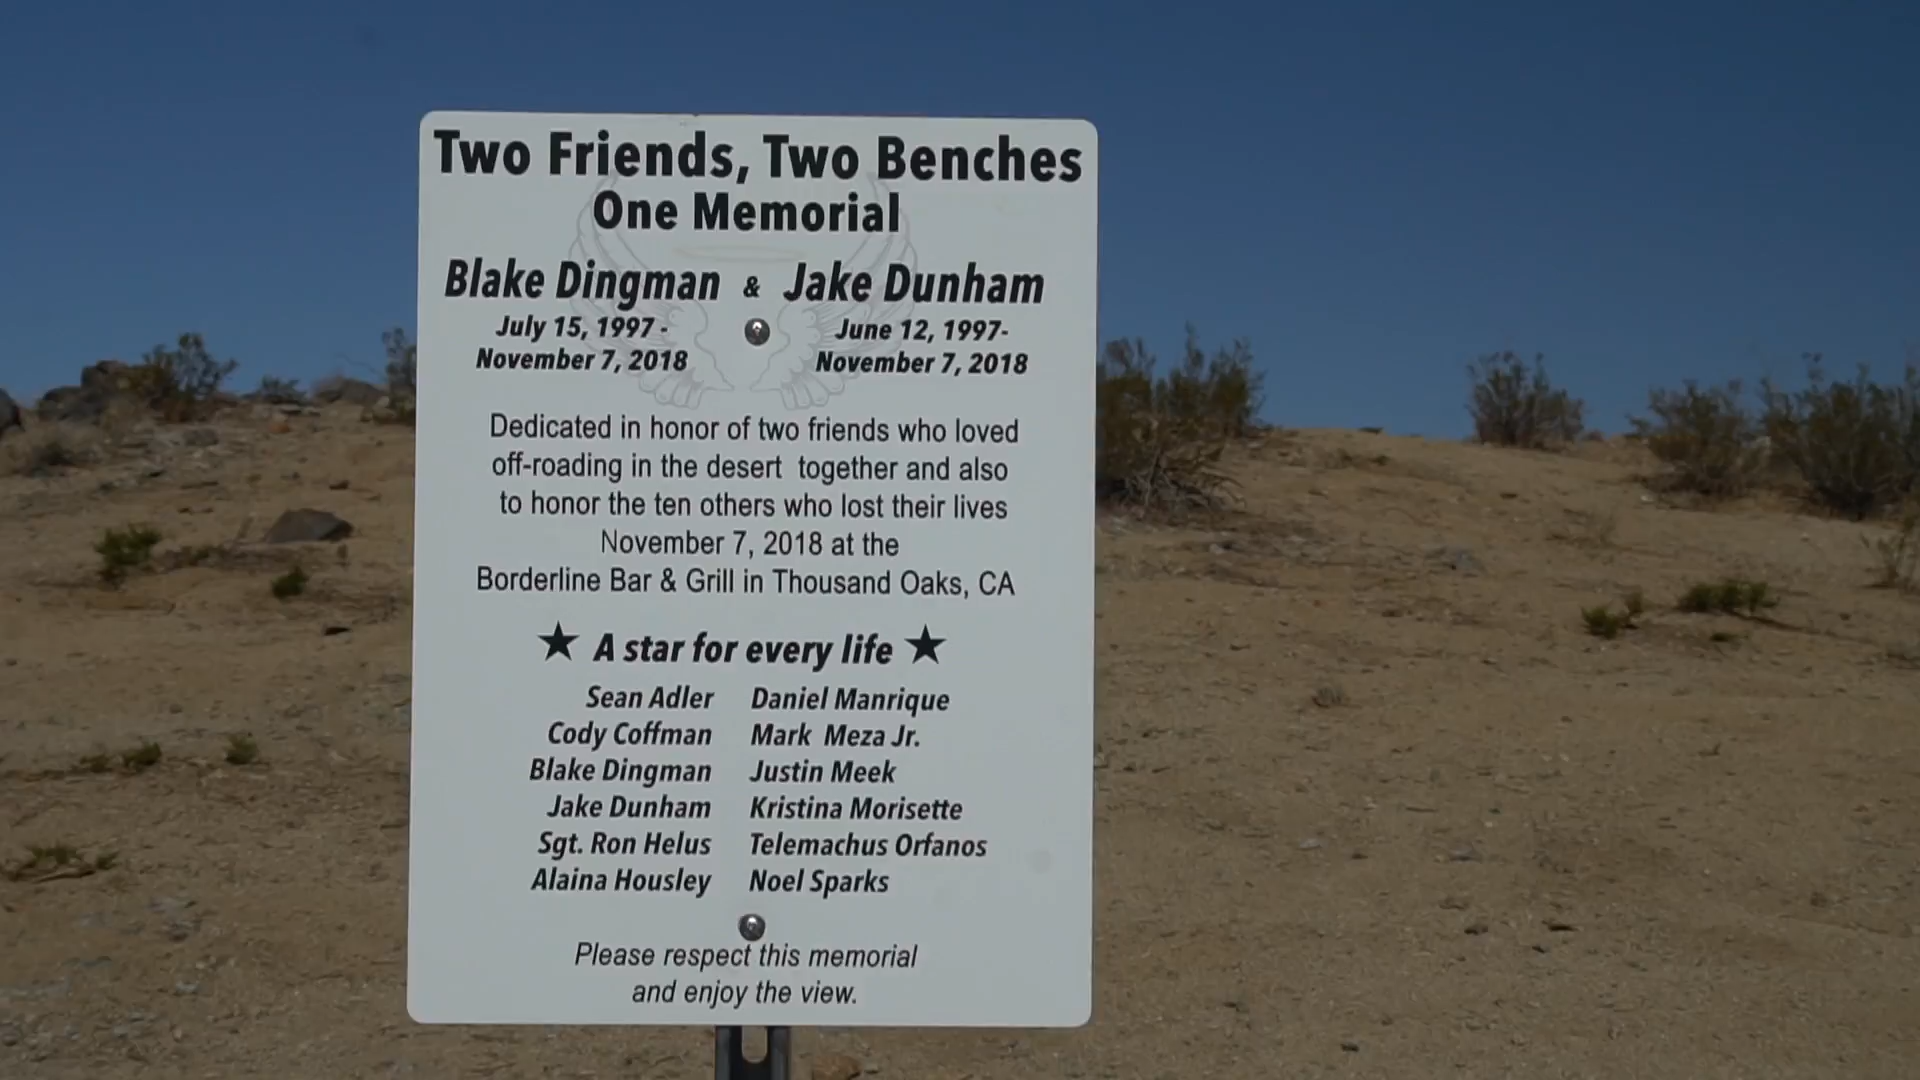 Two Friends, Two Benches
One Memorial
Blake Dingman & Jake Dunham
July 15, 1997 - June 12, 1997-
November 7, 2018 November 7, 2018
Dedicated in honor of two friends who loved
off-roading in the desert together and also
to honor the ten others who lost their lives
November 7, 2018 at the
Borderline Bar & Grill in Thousand Oaks, CA
★ A star for every life ★
Sean Adler Daniel Manrique
Cody Coffman Mark Meza Jr.
Blake Dingman Justin Meek
Jake Dunham Kristina Morisette
Sgt. Ron Helus Telemachus Orfanos
Alaina Housley Noel Sparks
Please respect this memorial
and enjoy the view.